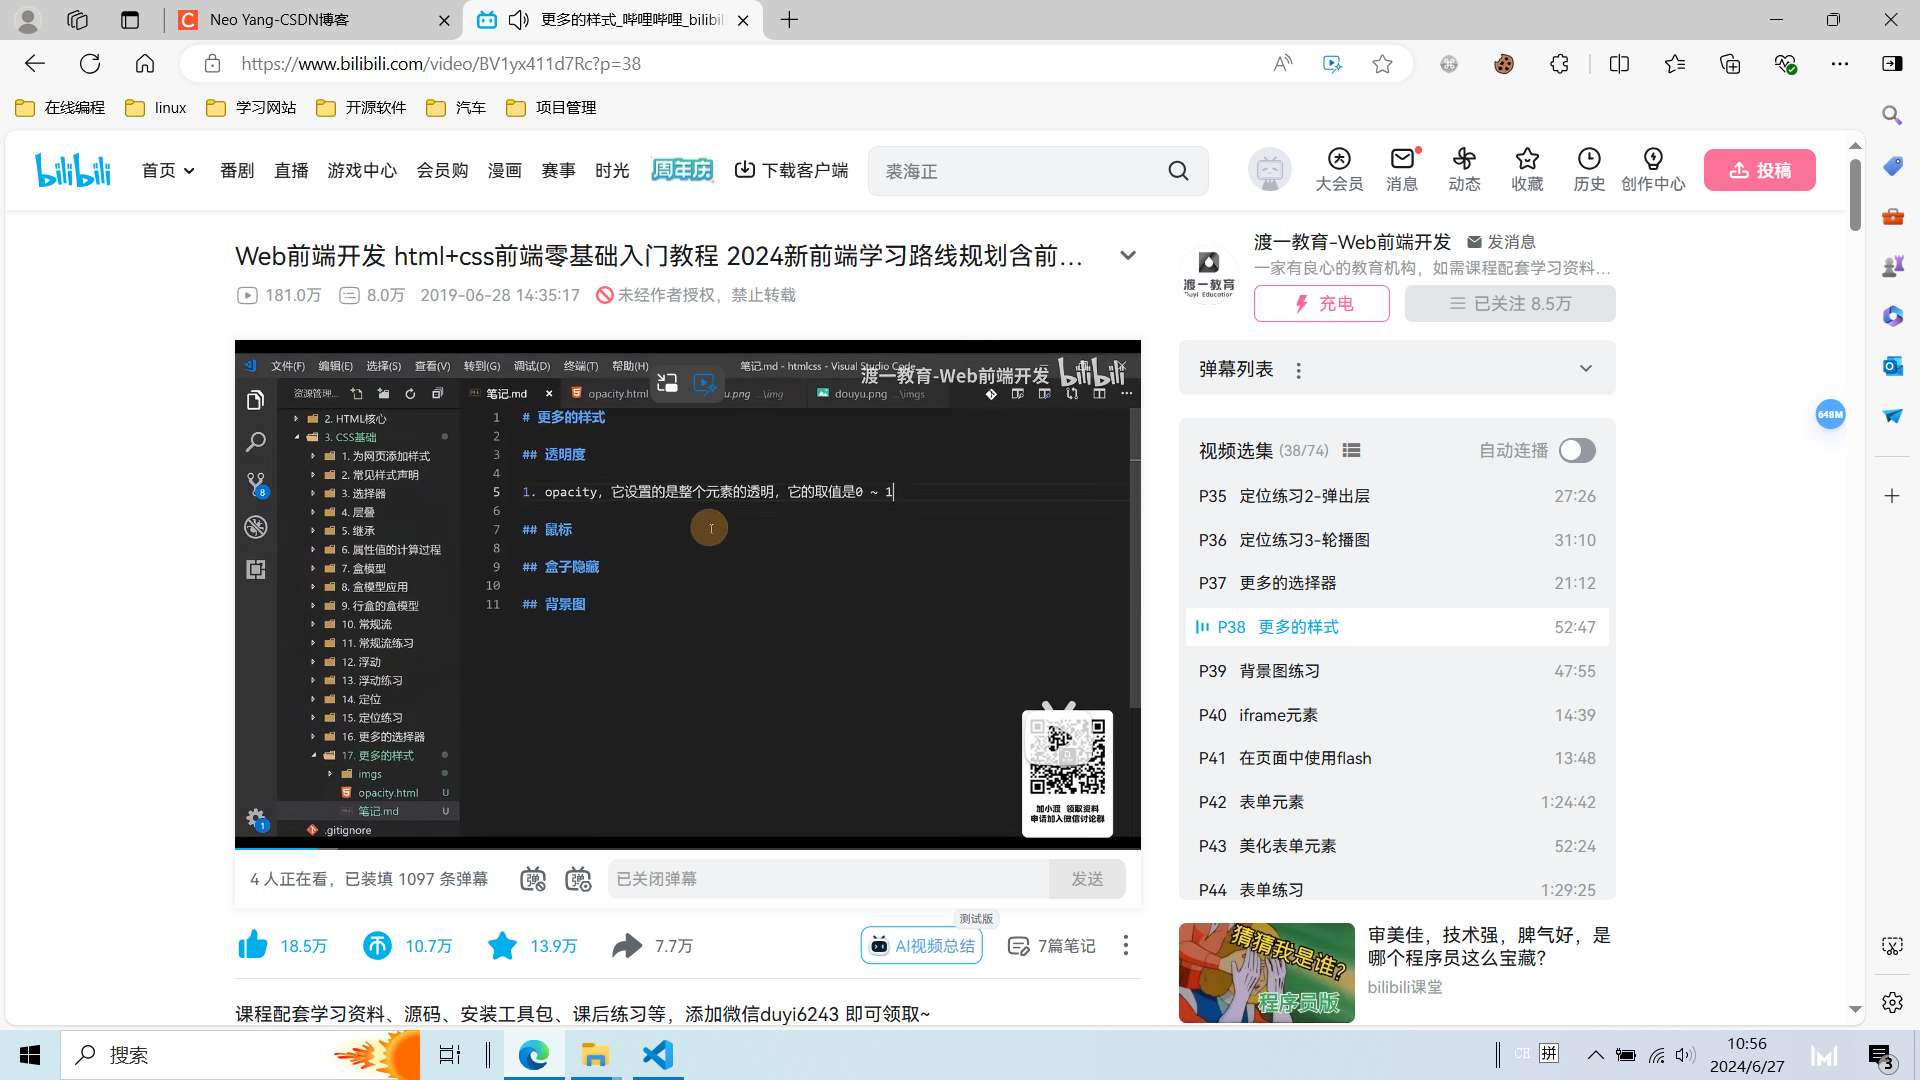 Neo Yang-CSDN博客
更多的样式_哔哩哔哩_bilibili
https://www.bilibili.com/video/BV1yx411d7Rc?p=38
在线编程
linux
学习网站
开源软件
汽车
项目管理
bilibili
首页
番剧
直播
游戏中心
会员购
漫画
赛事
时光
周年庆
下载客户端
裘海正
大会员
消息
动态
收藏
历史
创作中心
投稿
Web前端开发 html+css前端零基础入门教程 2024新前端学习路线规划含前...
181.0万
8.0万
2019-06-28 14:35:17
未经作者授权，禁止转载
渡一教育
Duyi Education
渡一教育-Web前端开发
发消息
一家有良心的教育机构，如需课程配套学习资料...
充电
已关注 8.5万
文件(F) 编辑(E) 选择(S) 查看(V) 转到(G) 调试(D) 终端(T) 帮助(H)
笔记.md - htmlcss - Visual Studio Code
渡一教育-Web前端开发
bilibili
资源管理...
笔记.md
opacity.html
u.png ...\img
douyu.png ...\imgs
2. HTML核心
3. CSS基础
1. 为网页添加样式
2. 常见样式声明
3. 选择器
4. 层叠
5. 继承
6. 属性值的计算过程
7. 盒模型
8. 盒模型应用
9. 行盒的盒模型
10. 常规流
11. 常规流练习
12. 浮动
13. 浮动练习
14. 定位
15. 定位练习
16. 更多的选择器
17. 更多的样式
imgs
opacity.html U
笔记.md U
.gitignore
8
1
1 # 更多的样式
2
3 ## 透明度
4
5 1. opacity，它设置的是整个元素的透明，它的取值是0 ~ 1
6
7 ## 鼠标
8
9 ## 盒子隐藏
10
11 ## 背景图
加小渡 领取资料
申请加入微信讨论群
弹幕列表
视频选集 (38/74)
自动连播
P35 定位练习2-弹出层 27:26
P36 定位练习3-轮播图 31:10
P37 更多的选择器 21:12
P38 更多的样式 52:47
P39 背景图练习 47:55
P40 iframe元素 14:39
P41 在页面中使用flash 13:48
P42 表单元素 1:24:42
P43 美化表单元素 52:24
P44 表单练习 1:29:25
648M
4 人正在看，已装填 1097 条弹幕
已关闭弹幕
发送
18.5万
10.7万
13.9万
7.7万
测试版
AI视频总结
7篇笔记
猜猜我是谁?
程序员版
审美佳，技术强，脾气好，是
哪个程序员这么宝藏？
bilibili课堂
课程配套学习资料、源码、安装工具包、课后练习等，添加微信duyi6243 即可领取~
搜索
CH
拼
10:56
2024/6/27
3